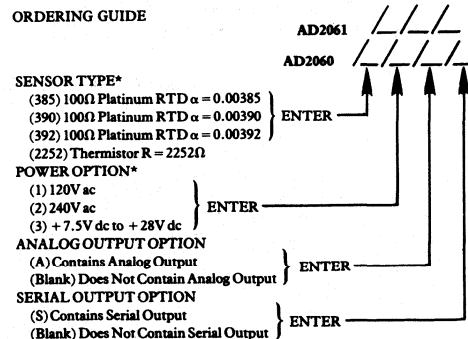 ORDERING GUIDE
AD2061
AD2060
SENSOR TYPE*
(385) 100Ω Platinum RTD α = 0.00385
(390) 100Ω Platinum RTD α = 0.00390
(392) 100Ω Platinum RTD α = 0.00392
ENTER
(2252) Thermistor R = 2252Ω
POWER OPTION*
(1) 120V ac
(2) 240V ac
ENTER
(3) +7.5V dc to +28V dc
ANALOG OUTPUT OPTION
(A) Contains Analog Output
ENTER
(Blank) Does Not Contain Analog Output
SERIAL OUTPUT OPTION
(S) Contains Serial Output
ENTER
(Blank) Does Not Contain Serial Output